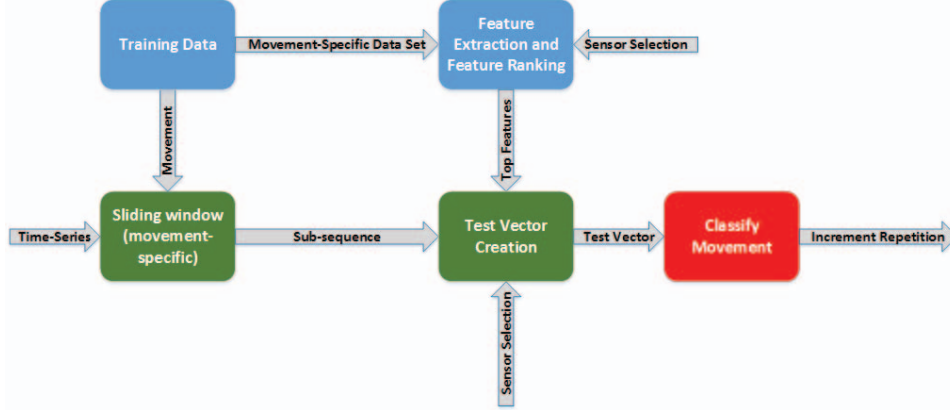 Training Data
Movement-Specific Data Set
Feature
Extraction and
Feature Ranking
Sensor Selection
Movement
Top Features
Time-Series
Sliding window
(movement-
specific)
Sub-sequence
Test Vector
Creation
Test Vector
Classify
Movement
Increment Repetition
Sensor Selection